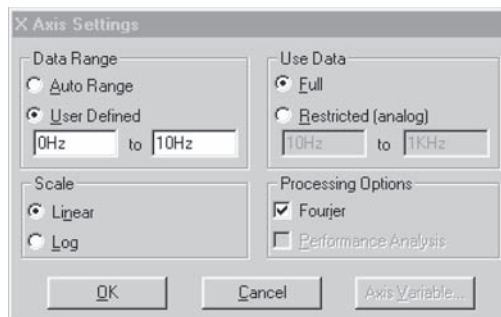 X Axis Settings
Data Range
Auto Range
User Defined
0Hz to 10Hz
Use Data
Full
Restricted (analog)
10Hz to 1KHz
Scale
Linear
Log
Processing Options
Fourier
Performance Analysis
OK Cancel Axis Variable...